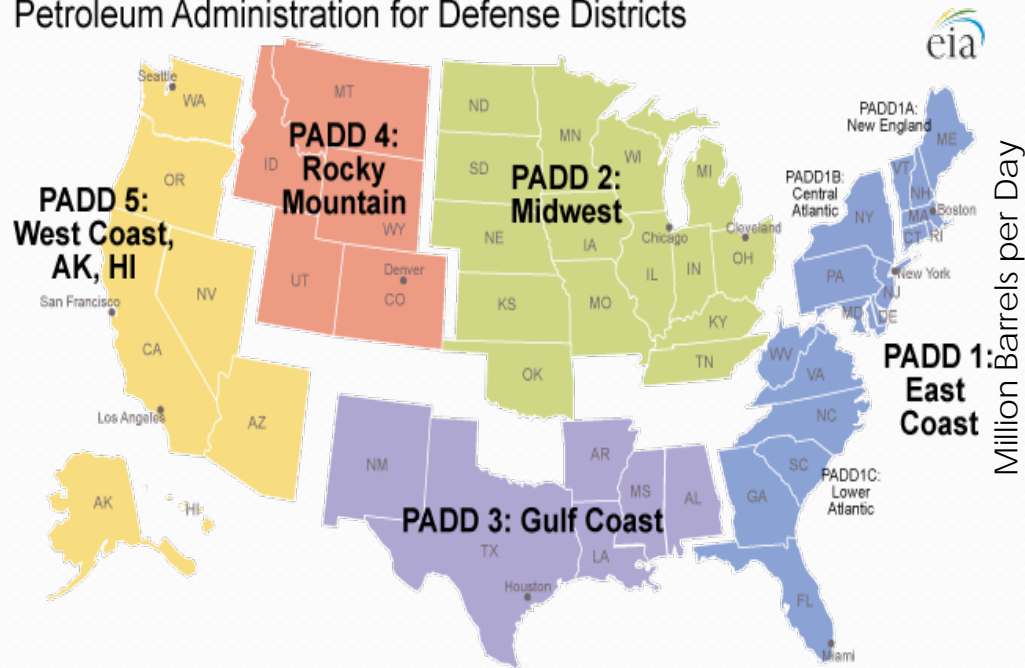 Petroleum Administration for Defense Districts
eia
Seattle
WA
OR
PADD 5:
West Coast,
AK, HI
San Francisco
NV
CA
Los Angeles
AZ
AK
HI
MT
PADD 4:
Rocky
Mountain
ID
WY
UT
Denver
CO
ND
MN
SD
WI
MI
PADD 2:
Midwest
NE
IA
Chicago
Cleveland
IL
IN
OH
KS
MO
KY
OK
TN
PADD1A:
New England
ME
VT
NH
MA
Boston
CT
RI
PADD1B:
Central
Atlantic
NY
PA
New York
NJ
MD
DE
WV
VA
PADD 1:
East
Coast
NC
SC
PADD1C:
Lower
Atlantic
GA
FL
Miami
NM
AR
MS
AL
PADD 3: Gulf Coast
TX
LA
Houston
Million Barrels per Day